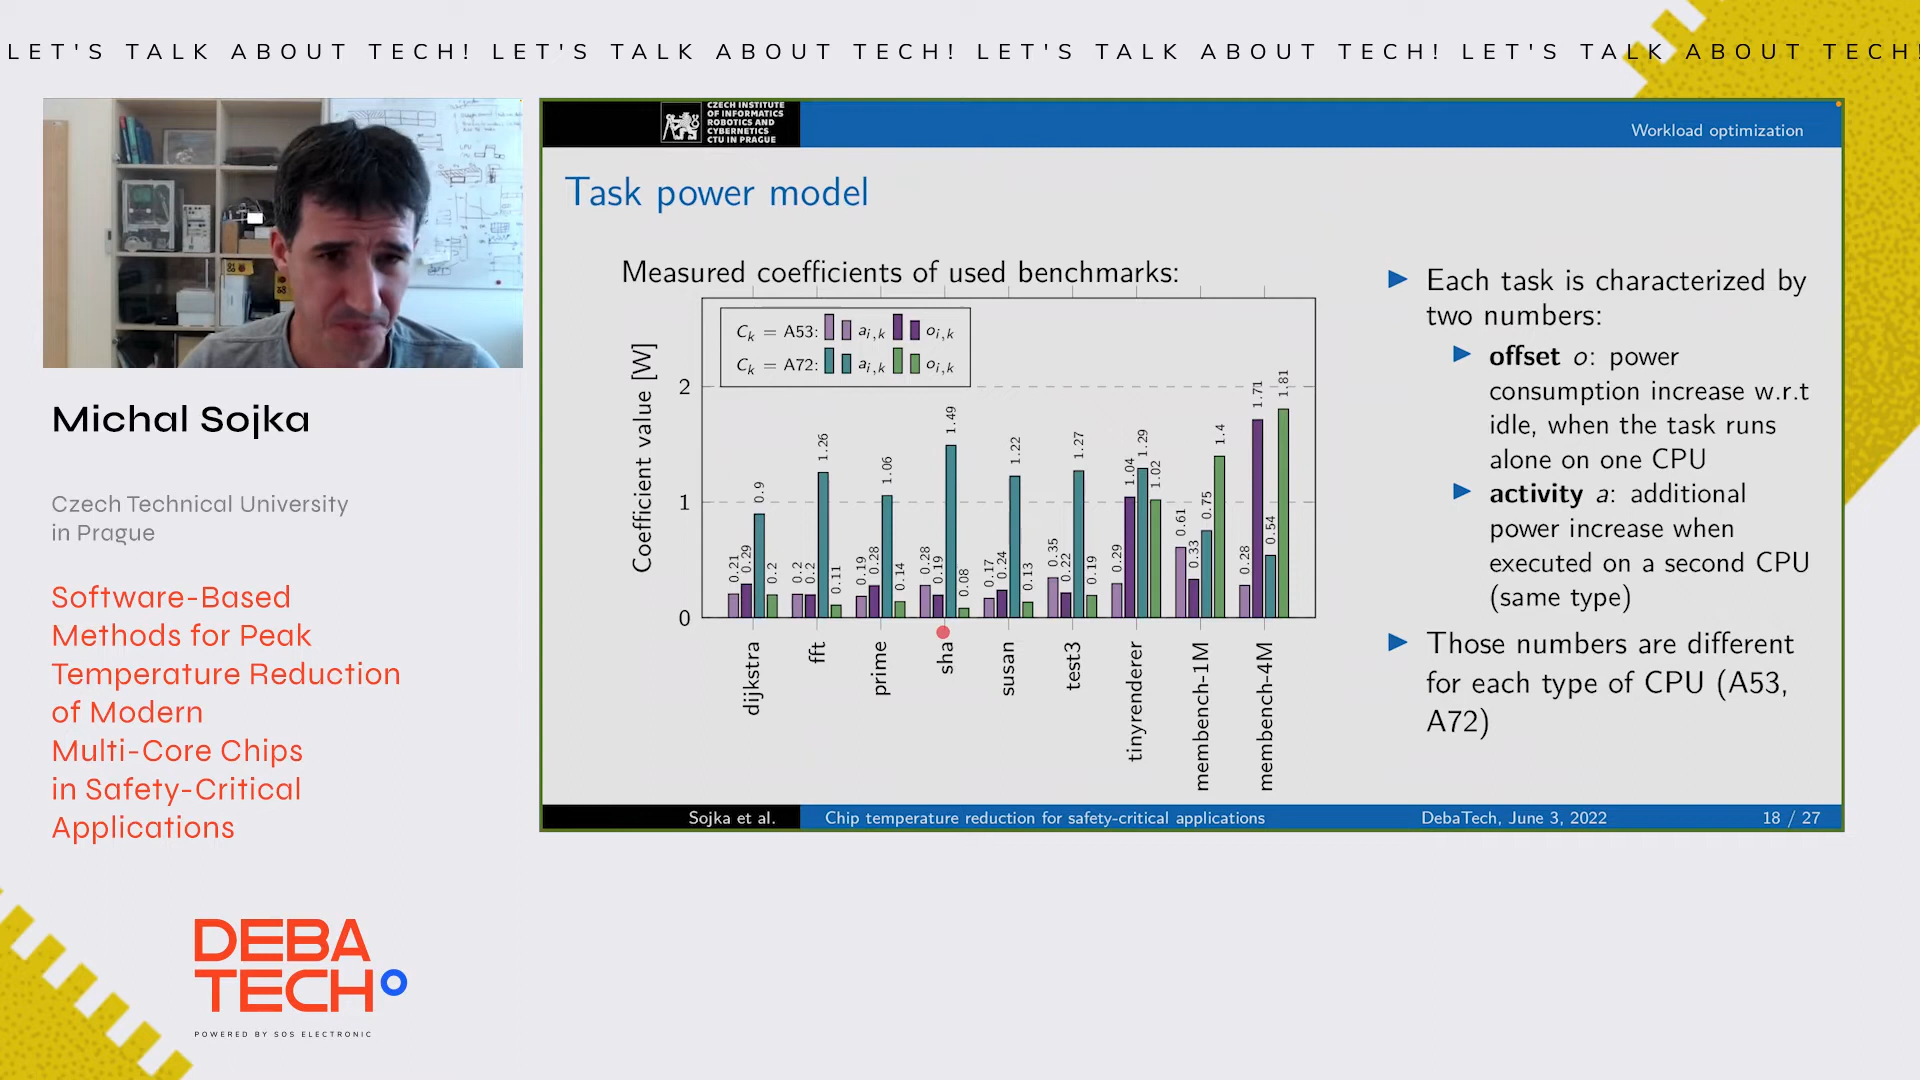 LET'S TALK ABOUT TECH! LET'S TALK ABOUT TECH! LET'S TALK ABOUT TECH! LET'S TALK ABOUT TECH!
CZECH INSTITUTE
OF INFORMATICS
ROBOTICS AND
CYBERNETICS
CTU IN PRAGUE
Workload optimization
Task power model
Measured coefficients of used benchmarks:
Cₖ = A53: aᵢ,ₖ oᵢ,ₖ
Cₖ = A72: aᵢ,ₖ oᵢ,ₖ
Coefficient value [W]
2
1
0
0.21 0.29 0.9 0.2
0.2 0.2 1.26 0.11
0.19 0.28 1.06 0.14
0.28 0.19 1.49 0.08
0.17 0.24 1.22 0.13
0.35 0.22 1.27 0.19
0.29 1.04 1.29 1.02
0.61 0.33 0.75 1.4
0.28 1.71 0.54 1.81
dijkstra
fft
prime
sha
susan
test3
tinyrenderer
membench-1M
membench-4M
Each task is characterized by
two numbers:
offset o: power
consumption increase w.r.t
idle, when the task runs
alone on one CPU
activity a: additional
power increase when
executed on a second CPU
(same type)
Those numbers are different
for each type of CPU (A53,
A72)
Sojka et al.
Chip temperature reduction for safety-critical applications
DebaTech, June 3, 2022
18 / 27
Michal Sojka
Czech Technical University
in Prague
Software-Based
Methods for Peak
Temperature Reduction
of Modern
Multi-Core Chips
in Safety-Critical
Applications
DEBA
TECH
POWERED BY SOS ELECTRONIC